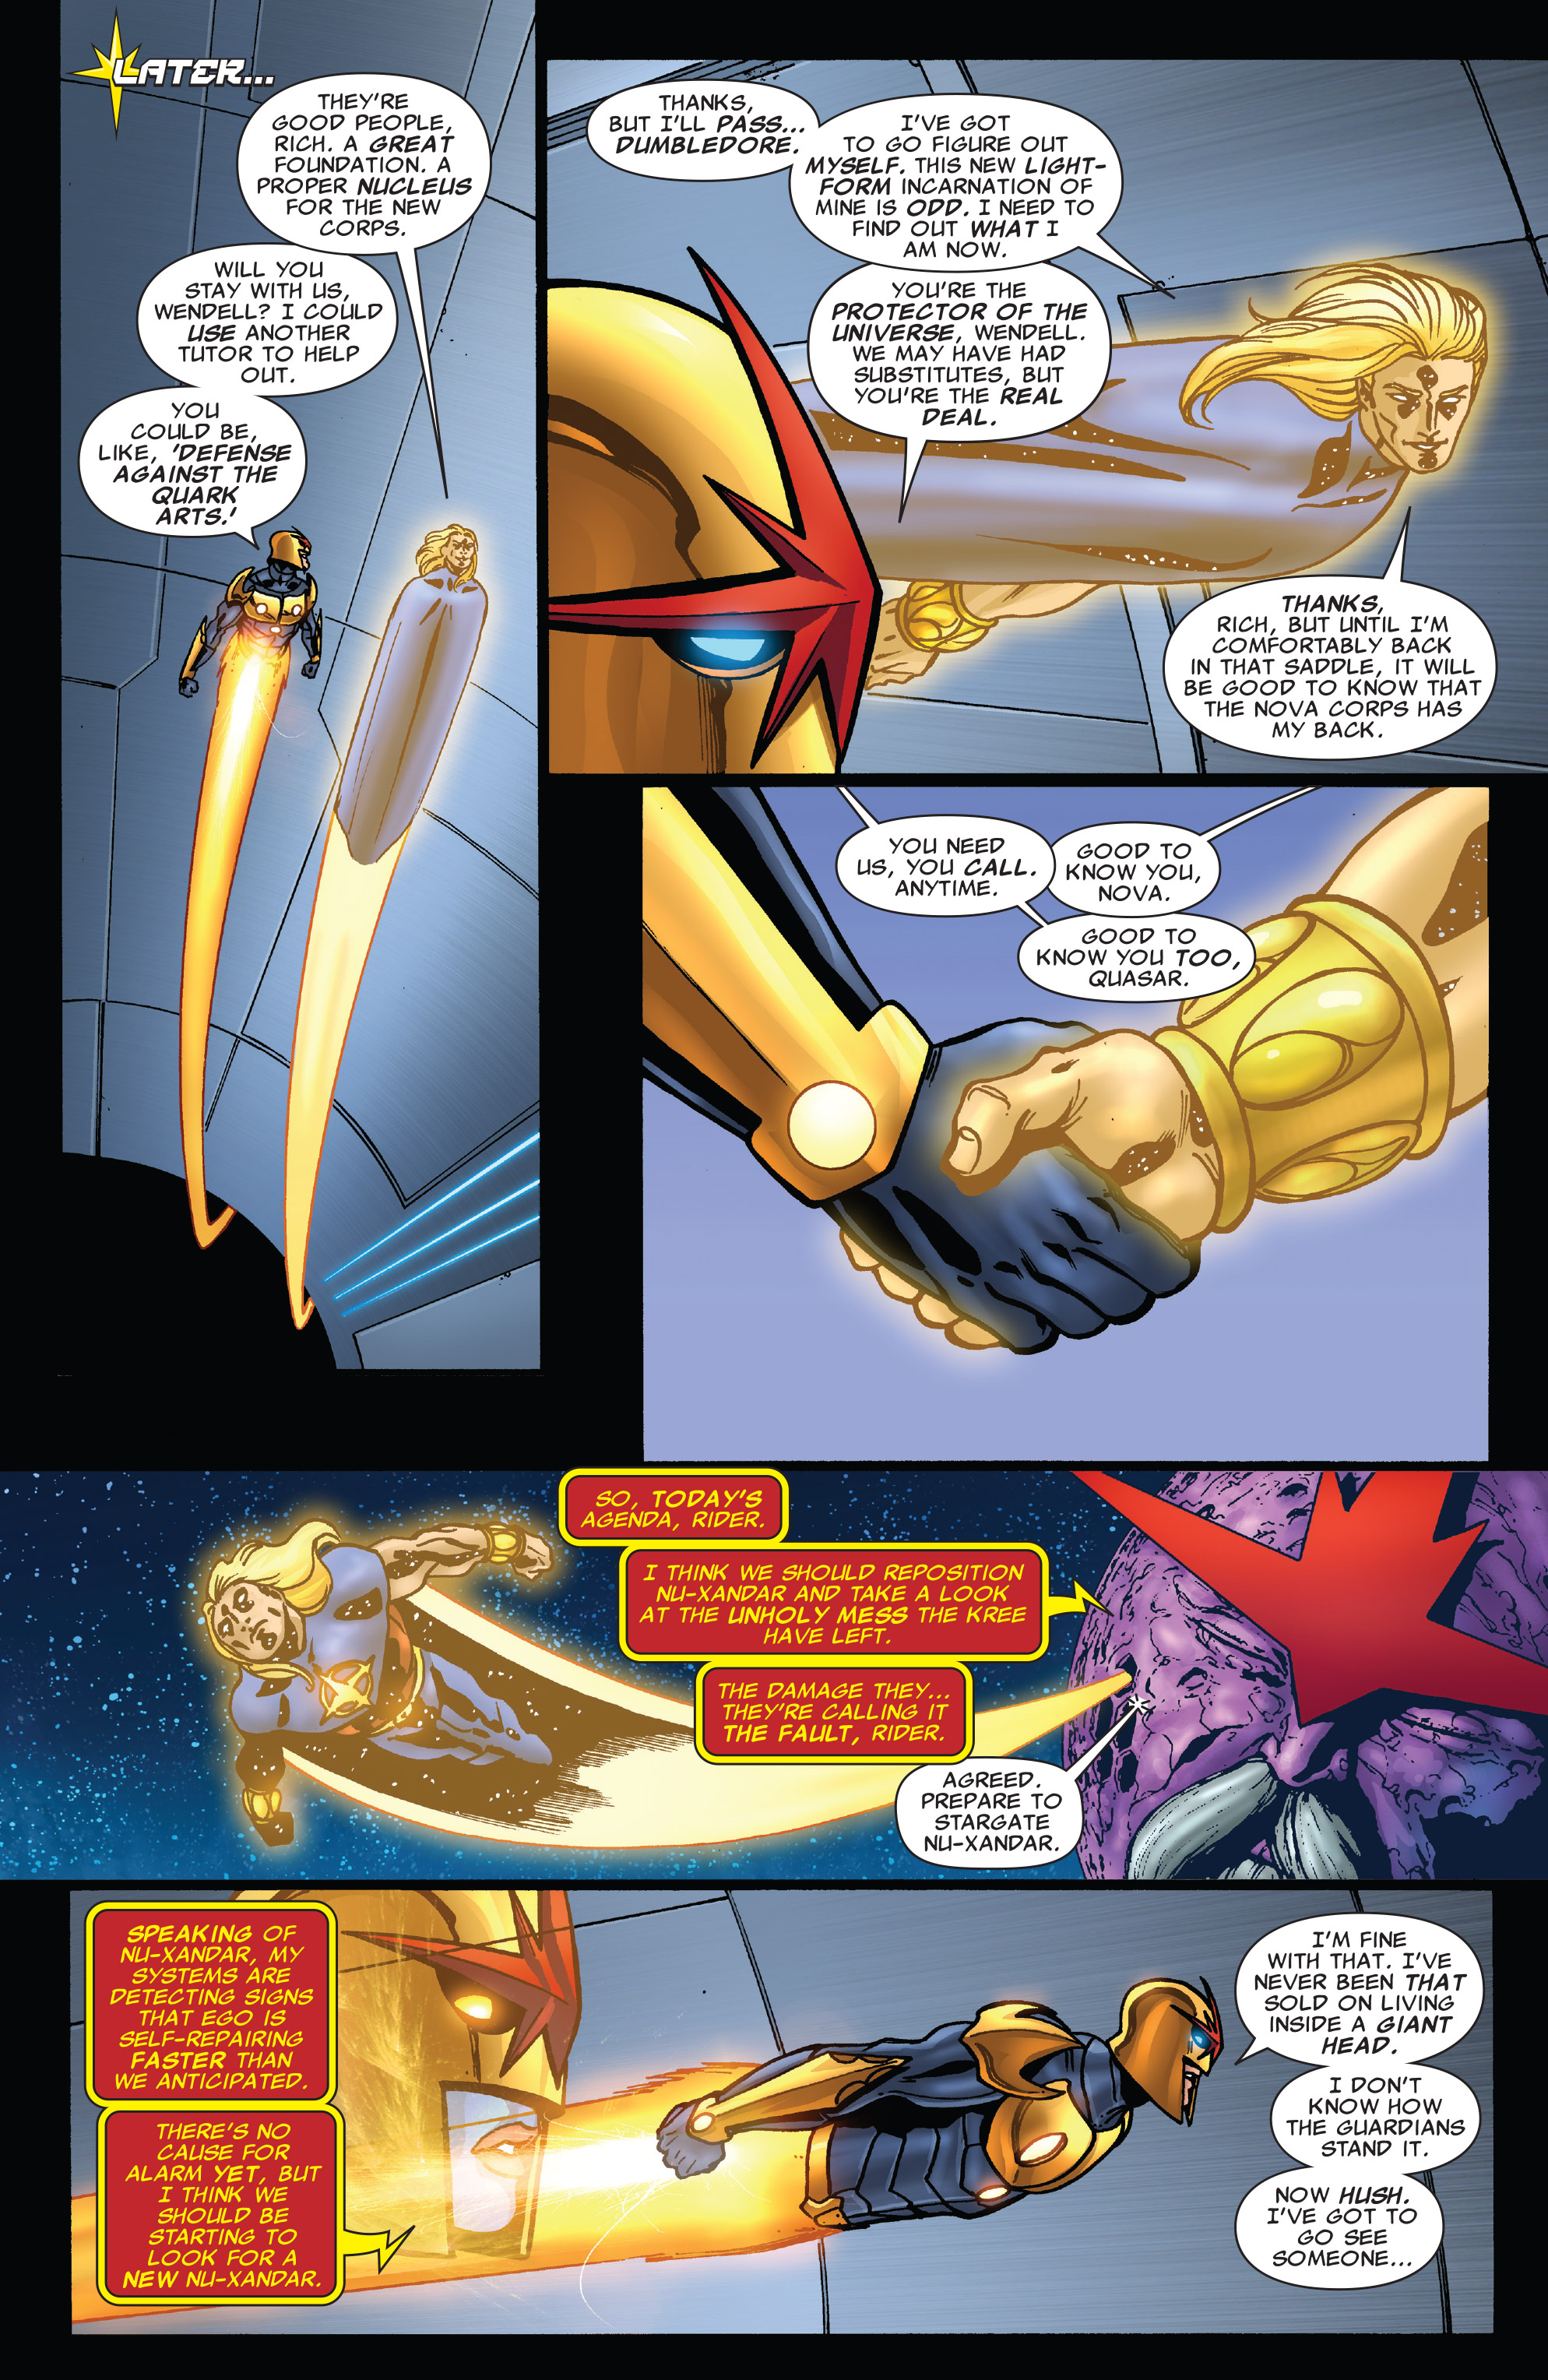 LATER...
THEY'RE
GOOD PEOPLE,
RICH. A GREAT
FOUNDATION. A
PROPER NUCLEUS
FOR THE NEW
CORPS.
WILL YOU
STAY WITH US,
WENDELL? I COULD
USE ANOTHER
TUTOR TO HELP
OUT.
YOU
COULD BE,
LIKE, 'DEFENSE
AGAINST THE
QUARK
ARTS.'
THANKS,
BUT I'LL PASS...
DUMBLEDORE.
I'VE GOT
TO GO FIGURE OUT
MYSELF. THIS NEW LIGHT-
FORM INCARNATION OF
MINE IS ODD. I NEED TO
FIND OUT WHAT I
AM NOW.
YOU'RE THE
PROTECTOR OF THE
UNIVERSE, WENDELL.
WE MAY HAVE HAD
SUBSTITUTES, BUT
YOU'RE THE REAL
DEAL.
THANKS,
RICH, BUT UNTIL I'M
COMFORTABLY BACK
IN THAT SADDLE, IT WILL
BE GOOD TO KNOW THAT
THE NOVA CORPS HAS
MY BACK.
YOU NEED
US, YOU CALL.
ANYTIME.
GOOD TO
KNOW YOU,
NOVA.
GOOD TO
KNOW YOU TOO,
QUASAR.
SO, TODAY'S
AGENDA, RIDER.
I THINK WE SHOULD REPOSITION
NU-XANDAR AND TAKE A LOOK
AT THE UNHOLY MESS THE KREE
HAVE LEFT.
THE DAMAGE THEY...
THEY'RE CALLING IT
THE FAULT, RIDER.
AGREED.
PREPARE TO
STARGATE
NU-XANDAR.
SPEAKING OF
NU-XANDAR, MY
SYSTEMS ARE
DETECTING SIGNS
THAT EGO IS
SELF-REPAIRING
FASTER THAN
WE ANTICIPATED.
THERE'S NO
CAUSE FOR
ALARM YET, BUT
I THINK WE
SHOULD BE
STARTING TO
LOOK FOR A
NEW NU-XANDAR.
I'M FINE
WITH THAT. I'VE
NEVER BEEN THAT
SOLD ON LIVING
INSIDE A GIANT
HEAD.
I DON'T
KNOW HOW
THE GUARDIANS
STAND IT.
NOW HUSH.
I'VE GOT TO
GO SEE
SOMEONE...